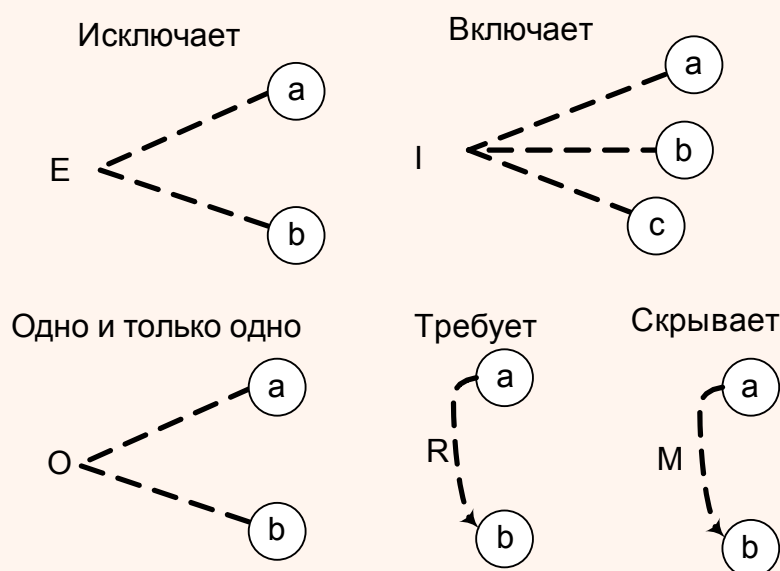 Исключает
E
a
b
Включает
I
a
b
c
Одно и только одно
O
a
b
Требует
R
a
b
Скрывает
M
a
b